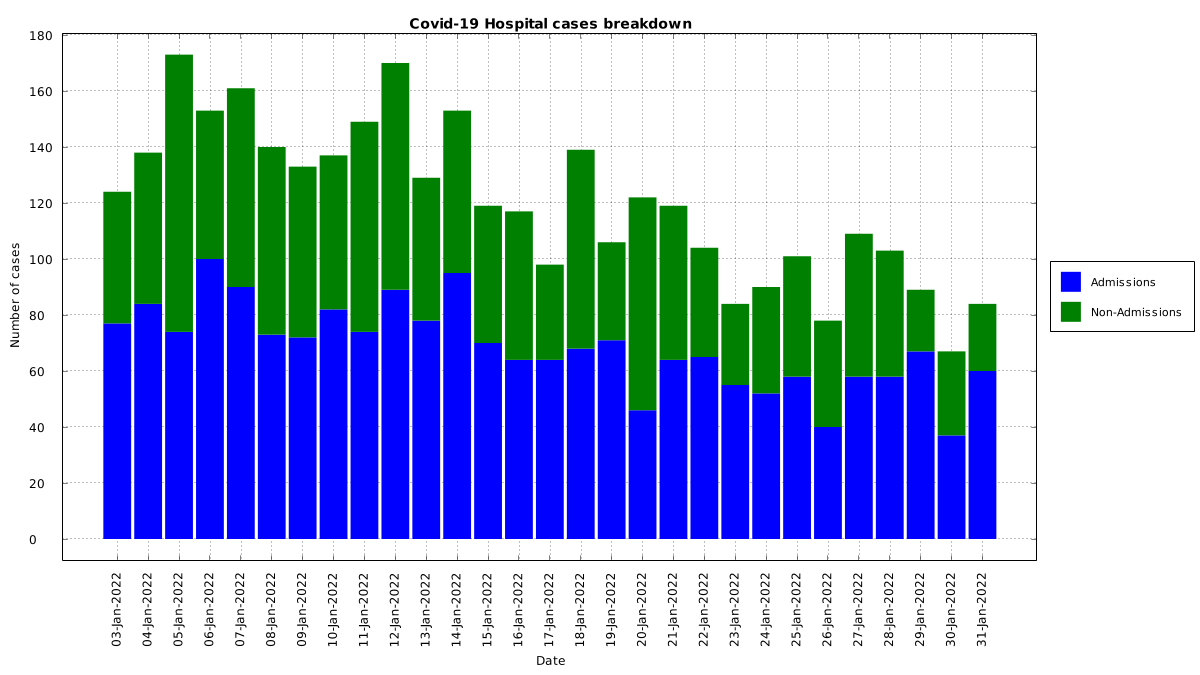 Covid-19 Hospital cases breakdown
180
160
140
120
100
80
60
40
20
0
Number of cases
03-Jan-2022
04-Jan-2022
05-Jan-2022
06-Jan-2022
07-Jan-2022
08-Jan-2022
09-Jan-2022
10-Jan-2022
11-Jan-2022
12-Jan-2022
13-Jan-2022
14-Jan-2022
15-Jan-2022
16-Jan-2022
17-Jan-2022
18-Jan-2022
19-Jan-2022
20-Jan-2022
21-Jan-2022
22-Jan-2022
23-Jan-2022
24-Jan-2022
25-Jan-2022
26-Jan-2022
27-Jan-2022
28-Jan-2022
29-Jan-2022
30-Jan-2022
31-Jan-2022
Date
Admissions
Non-Admissions